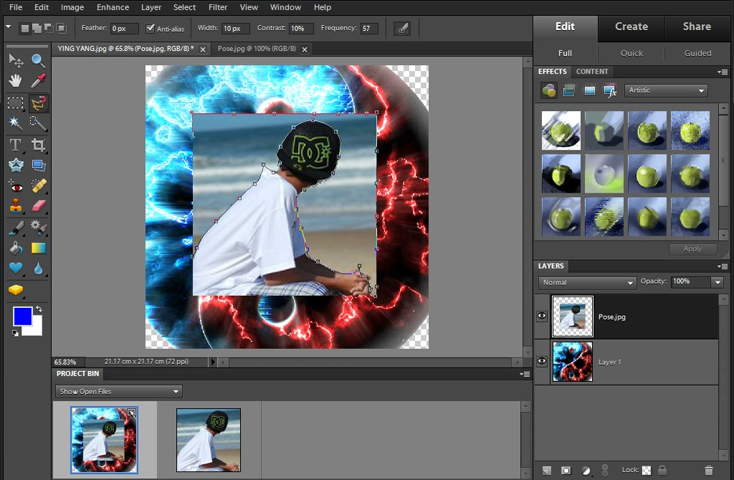 File Edit Image Enhance Layer Select Filter View Window Help
Feather: 0 px Anti-alias Width: 10 px Contrast: 10% Frequency: 57
Edit Create Share
YING YANG.jpg @ 65.8% (Pose.jpg, RGB/8) * × Pose.jpg @ 100% (RGB/8) ×
Full Quick Guided
EFFECTS CONTENT
Artistic
DC
T
Apply
LAYERS
Normal Opacity: 100%
Pose.jpg
Layer 1
65.83% 21.17 cm x 21.17 cm (72 ppi)
PROJECT BIN
Show Open Files
Lock: